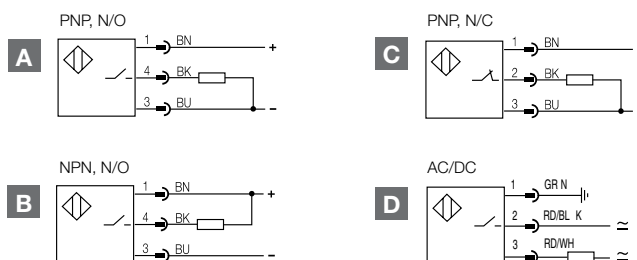 PNP, N/O
A
1 BN +
4 BK
3 BU -
PNP, N/C
C
1 BN
2 BK
3 BU
NPN, N/O
B
1 BN +
4 BK
3 BU -
AC/DC
D
1 GR N
2 RD/BL K ≃
3 RD/WH ≃